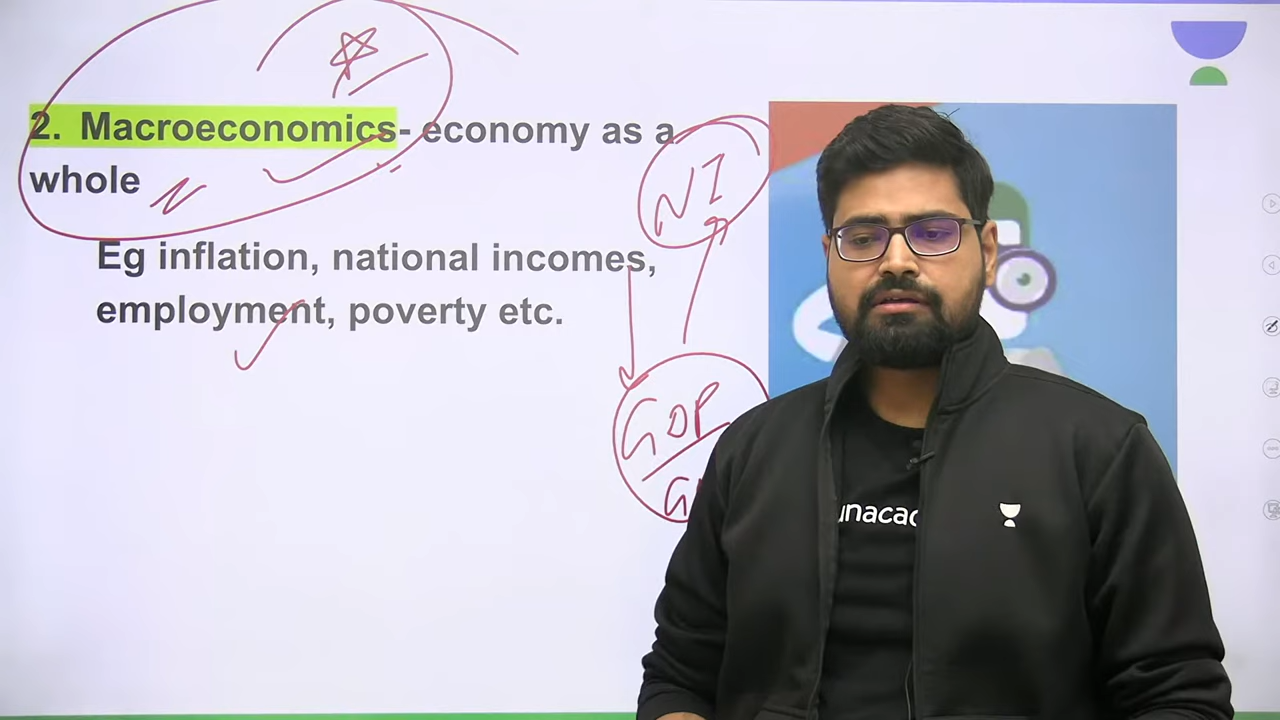 2. Macroeconomics- economy as a
whole
N
NI
Eg inflation, national incomes,
employment, poverty etc.
GDP
unacad